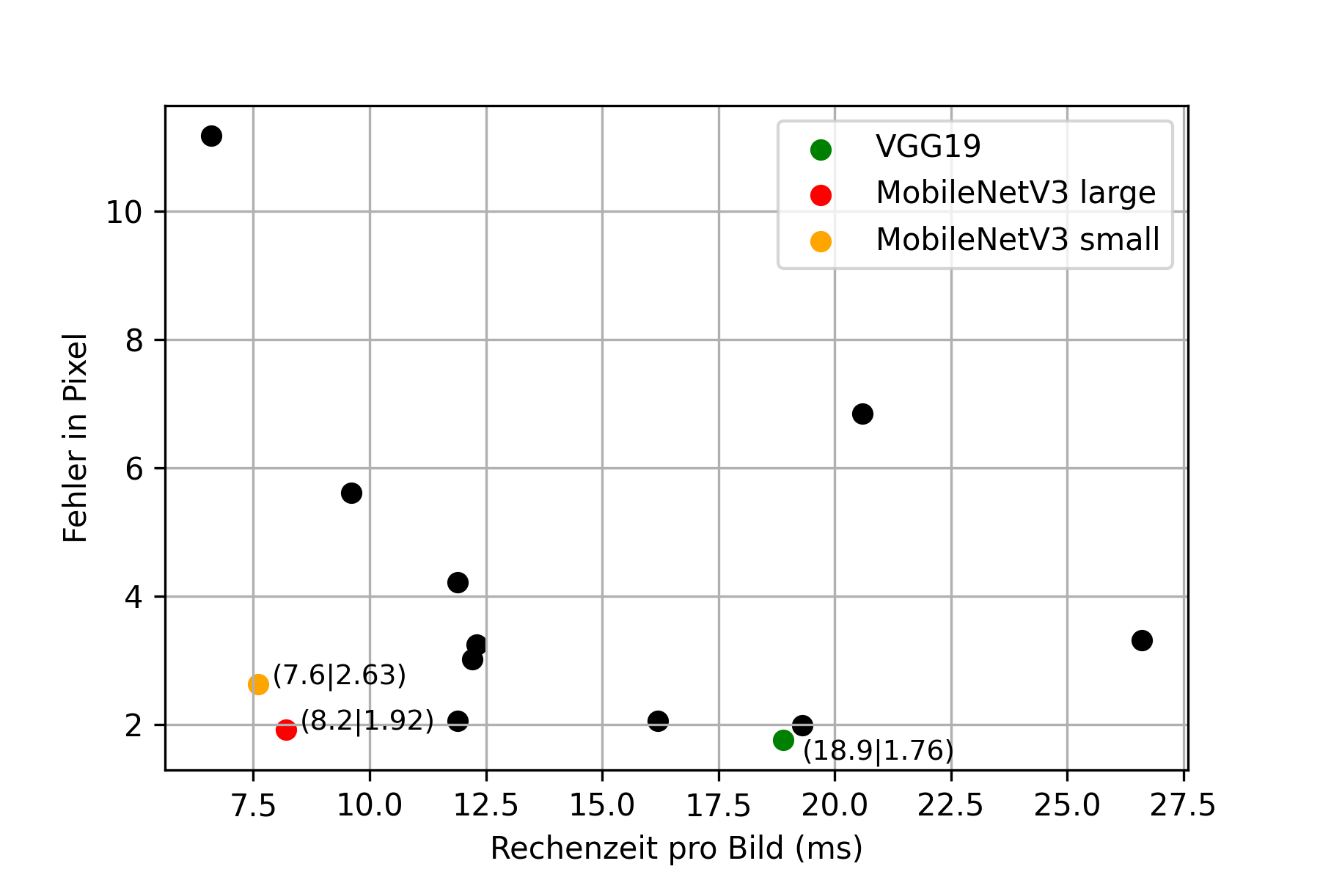 VGG19
MobileNetV3 large
MobileNetV3 small
10
8
6
4
2
Fehler in Pixel
(7.6|2.63)
(8.2|1.92)
(18.9|1.76)
7.5 10.0 12.5 15.0 17.5 20.0 22.5 25.0 27.5
Rechenzeit pro Bild (ms)